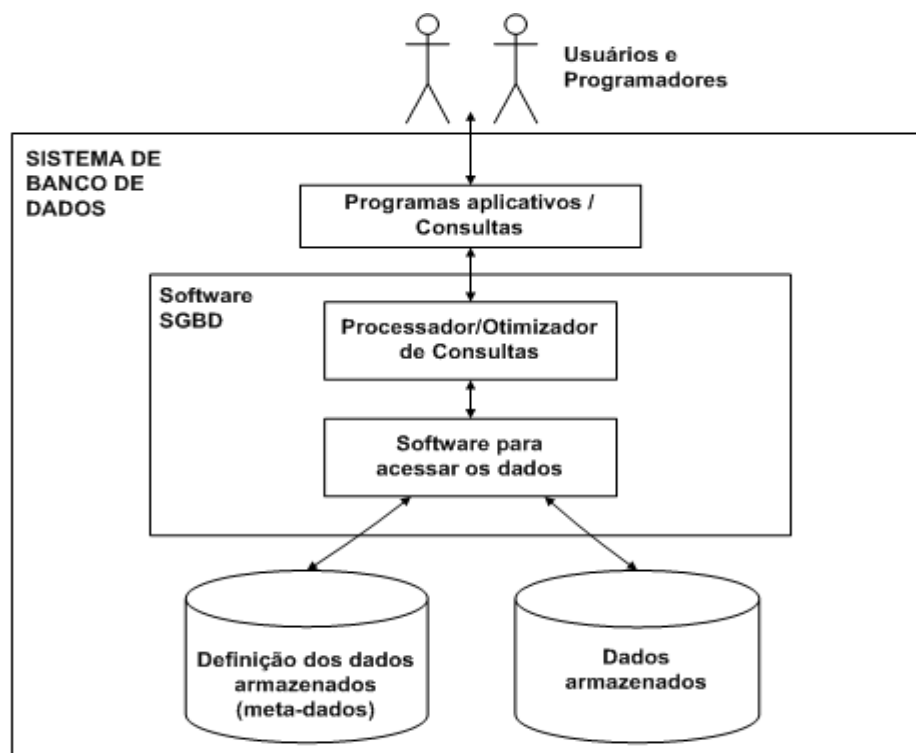 Usuários e
Programadores
SISTEMA DE
BANCO DE
DADOS
Programas aplicativos /
Consultas
Software
SGBD
Processador/Otimizador
de Consultas
Software para
acessar os dados
Definição dos dados
armazenados
(meta-dados)
Dados
armazenados